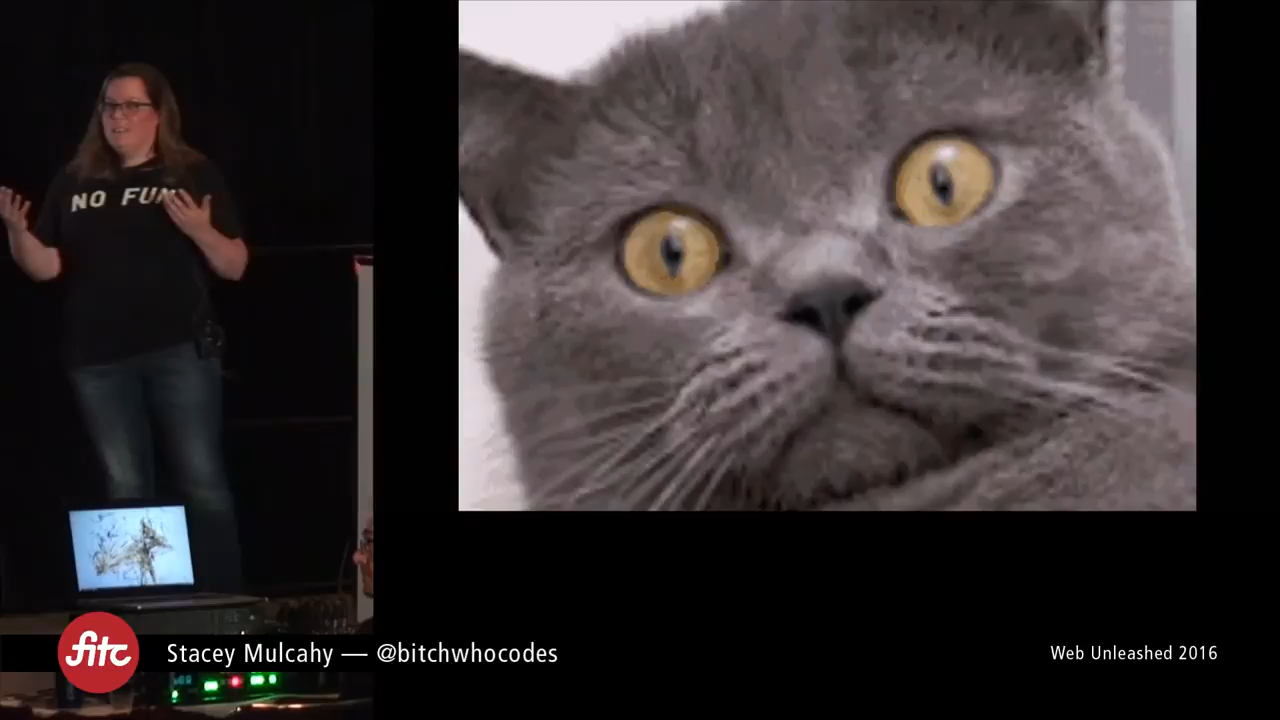 NO FUN
fitc
Stacey Mulcahy — @bitchwhocodes
Web Unleashed 2016